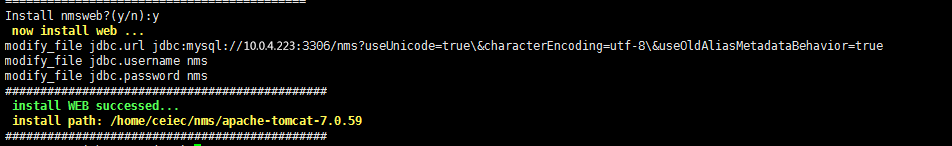 ==========================================
Install nmsweb?(y/n):y
now install web ...
modify_file jdbc.url jdbc:mysql://10.0.4.223:3306/nms?useUnicode=true\&characterEncoding=utf-8\&useOldAliasMetadataBehavior=true
modify_file jdbc.username nms
modify_file jdbc.password nms
##############################################
install WEB successed...
install path: /home/ceiec/nms/apache-tomcat-7.0.59
##############################################